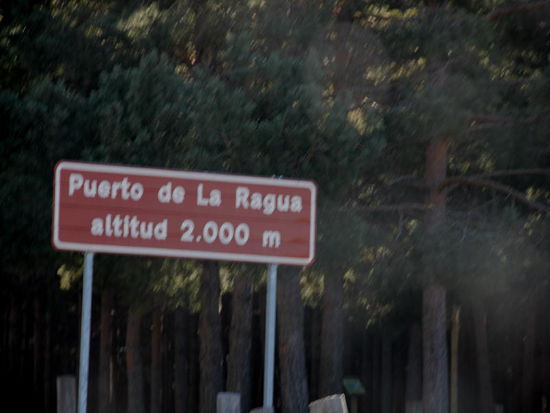 Puerto de La Ragua
altitud 2.000 m